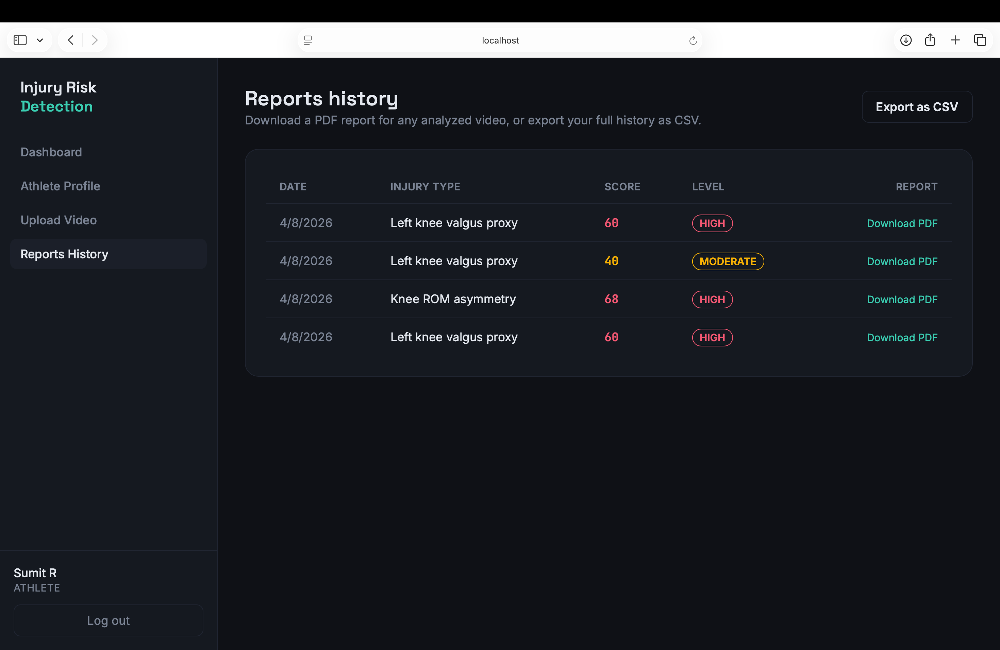 localhost
Injury Risk
Detection
Dashboard
Athlete Profile
Upload Video
Reports History
Sumit R
ATHLETE
Log out
Reports history
Download a PDF report for any analyzed video, or export your full history as CSV.
Export as CSV
DATE INJURY TYPE SCORE LEVEL REPORT
4/8/2026 Left knee valgus proxy 60 HIGH Download PDF
4/8/2026 Left knee valgus proxy 40 MODERATE Download PDF
4/8/2026 Knee ROM asymmetry 68 HIGH Download PDF
4/8/2026 Left knee valgus proxy 60 HIGH Download PDF